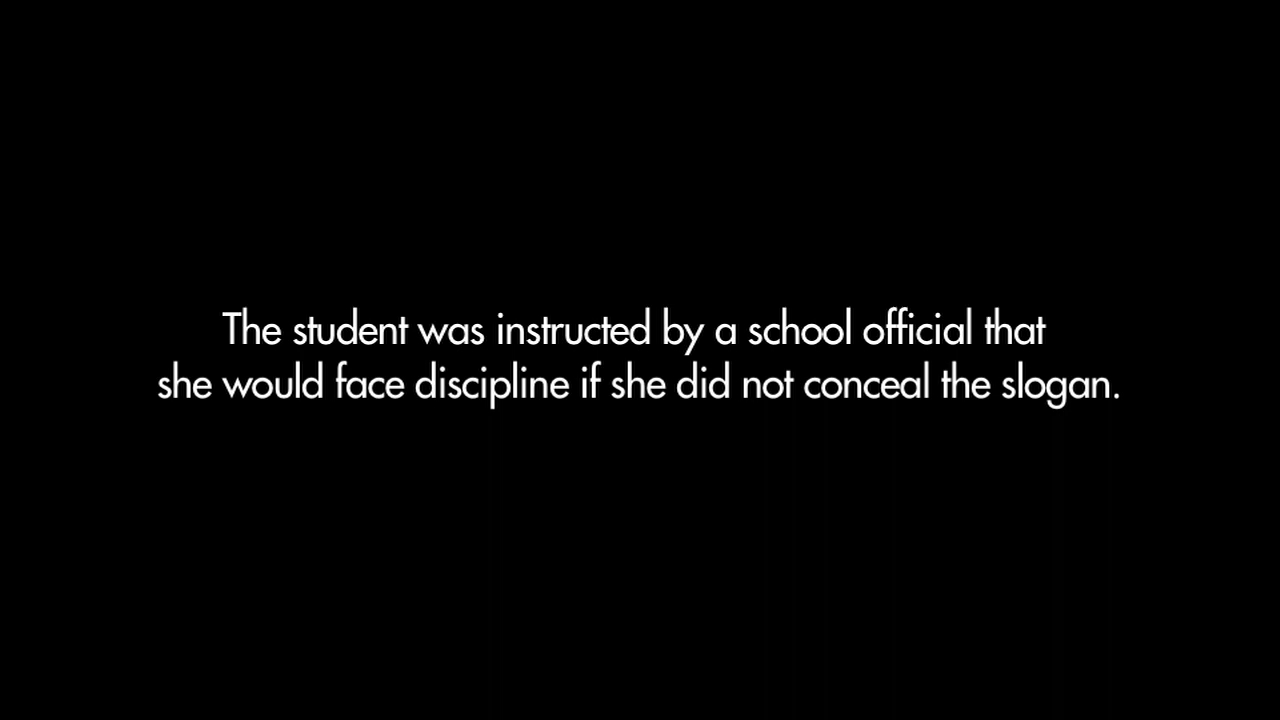 The student was instructed by a school official that
she would face discipline if she did not conceal the slogan.